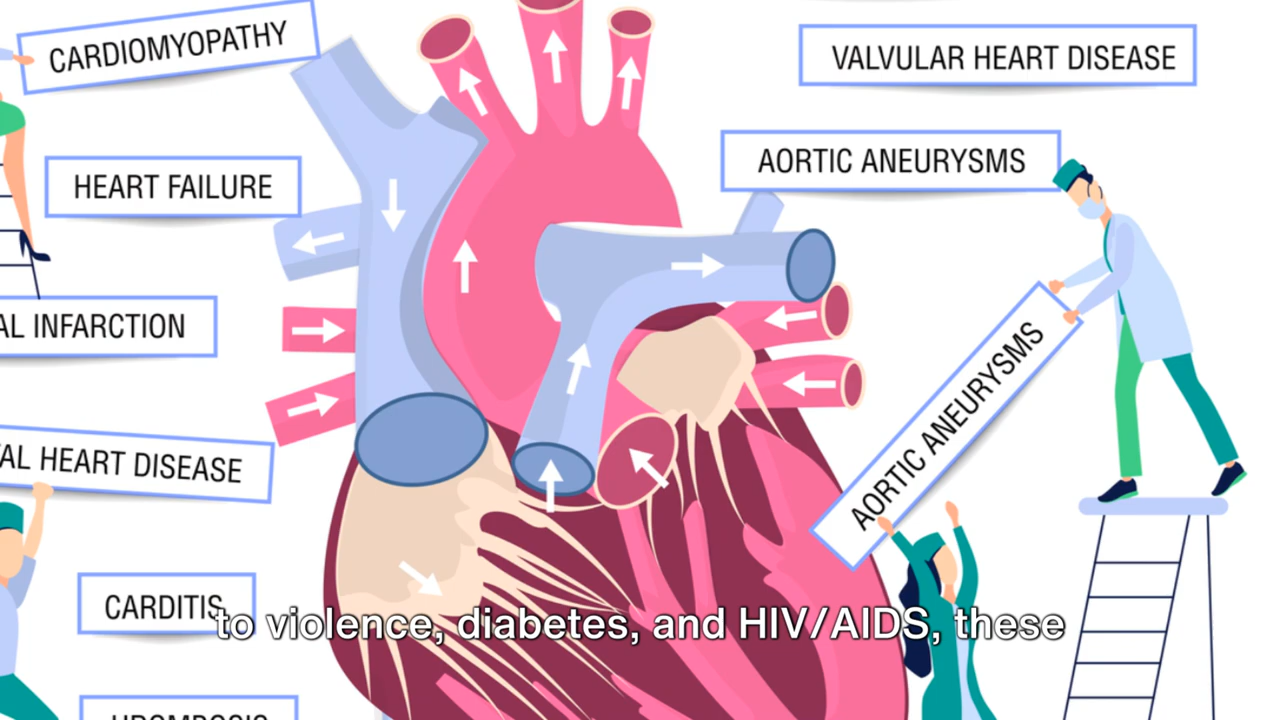 CARDIOMYOPATHY
VALVULAR HEART DISEASE
AORTIC ANEURYSMS
HEART FAILURE
AL INFARCTION
AORTIC ANEURYSMS
AL HEART DISEASE
CARDITIS
to violence, diabetes, and HIV/AIDS, these